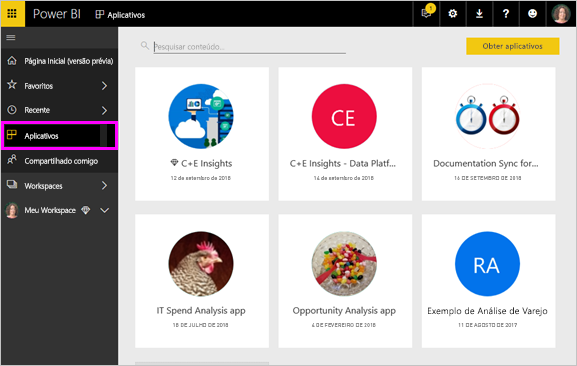 Power BI
Aplicativos
1
Pesquisar conteúdo...
Obter aplicativos
Página Inicial (versão prévia)
Favoritos
Recente
Aplicativos
Compartilhado comigo
Workspaces
Meu Workspace
C+E Insights
12 de setembro de 2018
CE
C+E Insights - Data Platf...
14 de setembro de 2018
Documentation Sync for...
14 DE SETEMBRO DE 2018
IT Spend Analysis app
18 DE JULHO DE 2018
Opportunity Analysis app
6 DE FEVEREIRO DE 2018
RA
Exemplo de Análise de Varejo
11 DE AGOSTO DE 2017